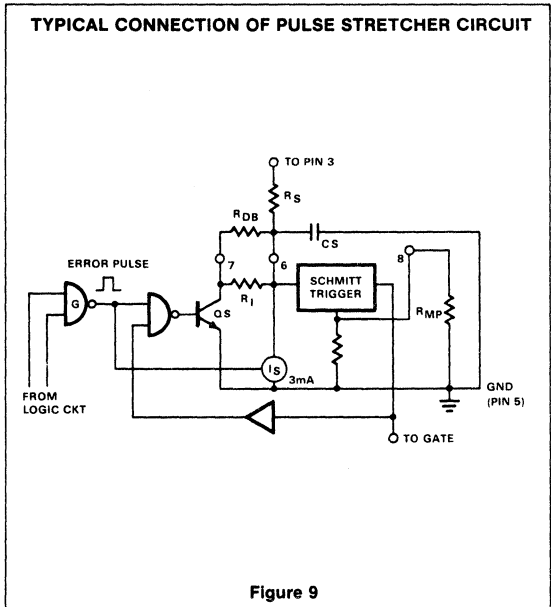 TYPICAL CONNECTION OF PULSE STRETCHER CIRCUIT
TO PIN 3
RS
RDB
CS
ERROR PULSE
7
6
8
G
RI
SCHMITT
TRIGGER
QS
RMP
IS
3mA
FROM
LOGIC CKT
GND
(PIN 5)
TO GATE
Figure 9